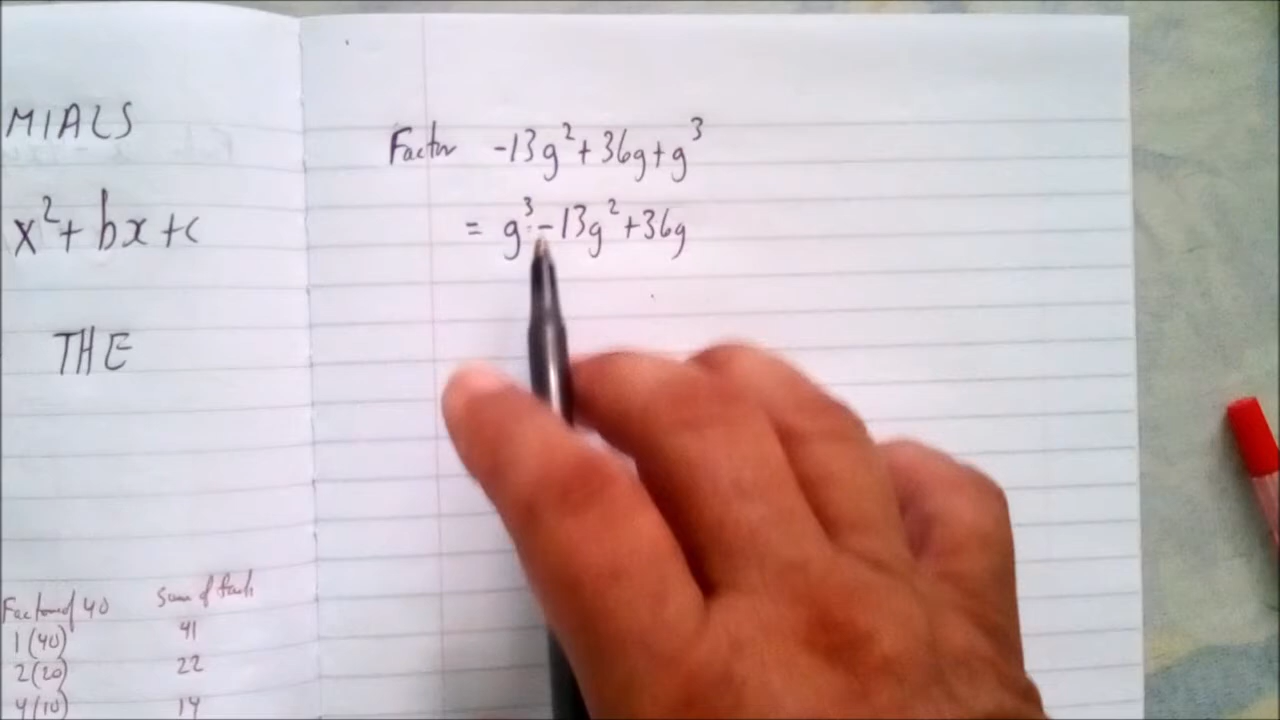 MIALS
x²+bx+c
THE
Factors of 40 Sum of
1(40) 41
2(20) 22
4(10) 14
Factor -13g²+36g+g³
= g³-13g²+36g